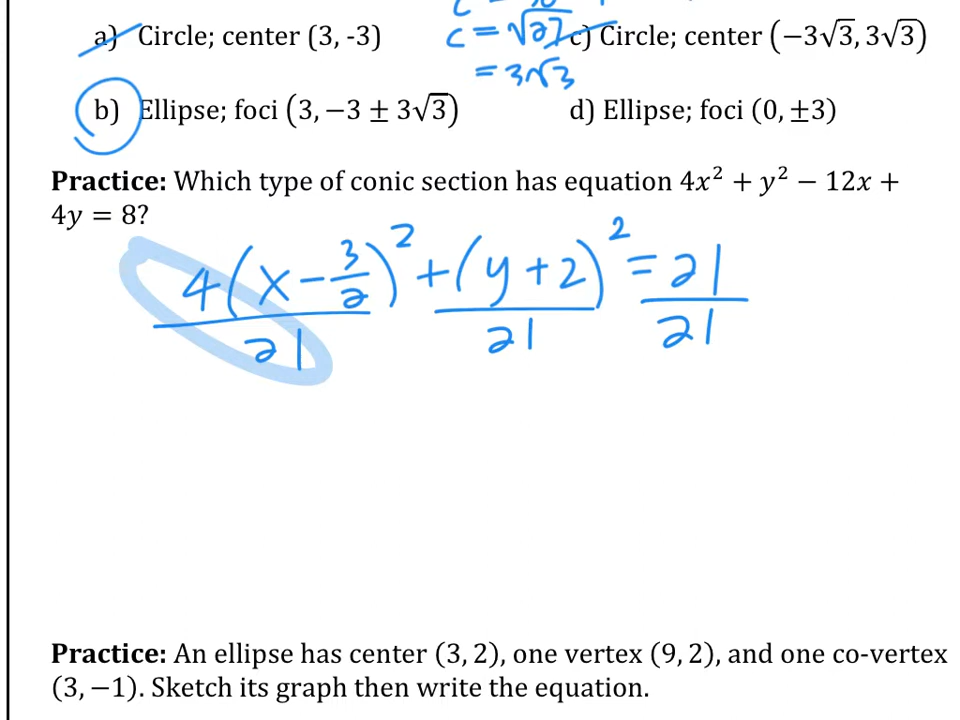 a) Circle; center (3, -3)
c = √27
= 3√3
c) Circle; center (−3√3, 3√3)
b) Ellipse; foci (3, −3 ± 3√3)
d) Ellipse; foci (0, ±3)
Practice: Which type of conic section has equation 4x² + y² − 12x +
4y = 8?
4(x − 3/2)²/21 + (y + 2)²/21 = 21/21
Practice: An ellipse has center (3, 2), one vertex (9, 2), and one co-vertex
(3, −1). Sketch its graph then write the equation.